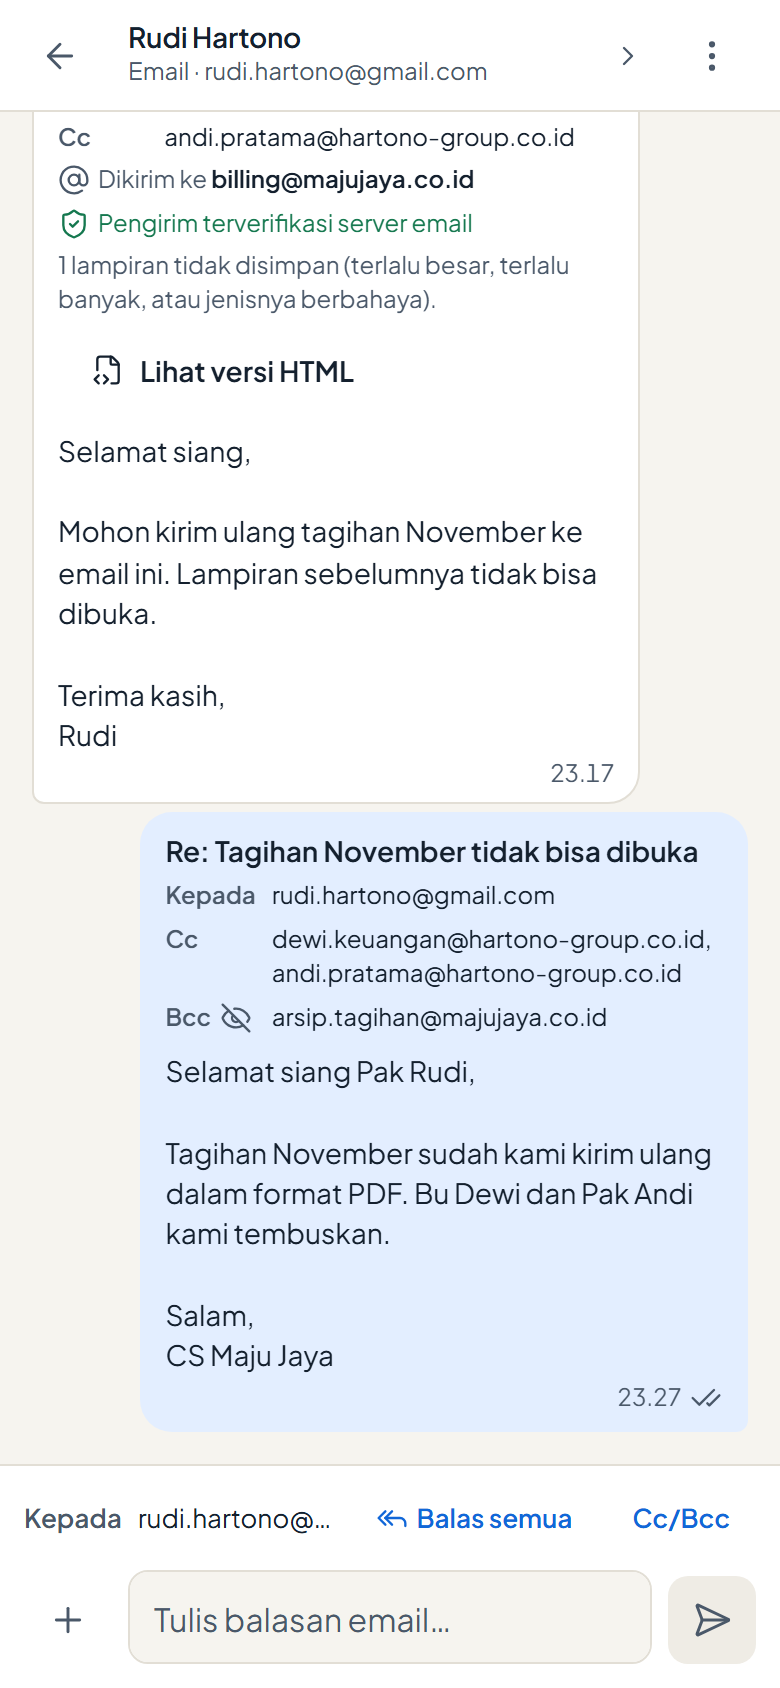 Rudi Hartono
Email · rudi.hartono@gmail.com
Cc andi.pratama@hartono-group.co.id
Dikirim ke billing@majujaya.co.id
Pengirim terverifikasi server email
1 lampiran tidak disimpan (terlalu besar, terlalu
banyak, atau jenisnya berbahaya).
Lihat versi HTML
Selamat siang,
Mohon kirim ulang tagihan November ke
email ini. Lampiran sebelumnya tidak bisa
dibuka.
Terima kasih,
Rudi
23.17
Re: Tagihan November tidak bisa dibuka
Kepada rudi.hartono@gmail.com
Cc dewi.keuangan@hartono-group.co.id,
andi.pratama@hartono-group.co.id
Bcc arsip.tagihan@majujaya.co.id
Selamat siang Pak Rudi,
Tagihan November sudah kami kirim ulang
dalam format PDF. Bu Dewi dan Pak Andi
kami tembuskan.
Salam,
CS Maju Jaya
23.27
Kepada rudi.hartono@... Balas semua Cc/Bcc
Tulis balasan email...